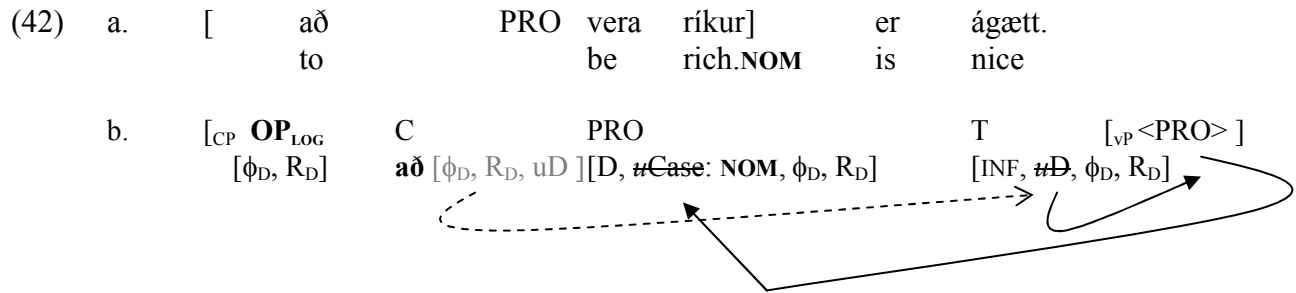 (42) a. [ að PRO vera ríkur] er ágætt.
to be rich.NOM is nice
b. [CP OPLOG C PRO T [vP <PRO> ]
[ϕD, RD] að [ϕD, RD, uD ][D, uCase: NOM, ϕD, RD] [INF, uD, ϕD, RD]